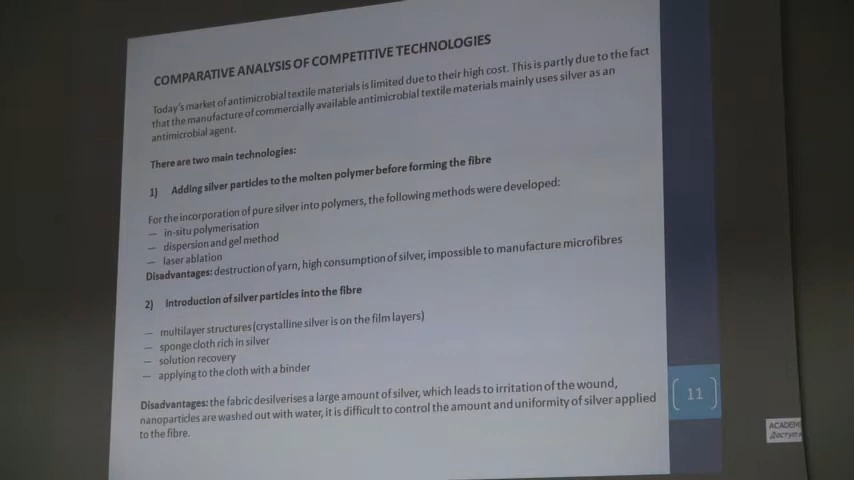 COMPARATIVE ANALYSIS OF COMPETITIVE TECHNOLOGIES
Today's market of antimicrobial textile materials is limited due to their high cost. This is partly due to the fact
that the manufacture of commercially available antimicrobial textile materials mainly uses silver as an
antimicrobial agent.
There are two main technologies:
1) Adding silver particles to the molten polymer before forming the fibre
For the incorporation of pure silver into polymers, the following methods were developed:
— in-situ polymerisation
— dispersion and gel method
— laser ablation
Disadvantages: destruction of yarn, high consumption of silver, impossible to manufacture microfibres
2) Introduction of silver particles into the fibre
— multilayer structures (crystalline silver is on the film layers)
— sponge cloth rich in silver
— solution recovery
— applying to the cloth with a binder
Disadvantages: the fabric desilverises a large amount of silver, which leads to irritation of the wound,
nanoparticles are washed out with water, it is difficult to control the amount and uniformity of silver applied
to the fibre.
11